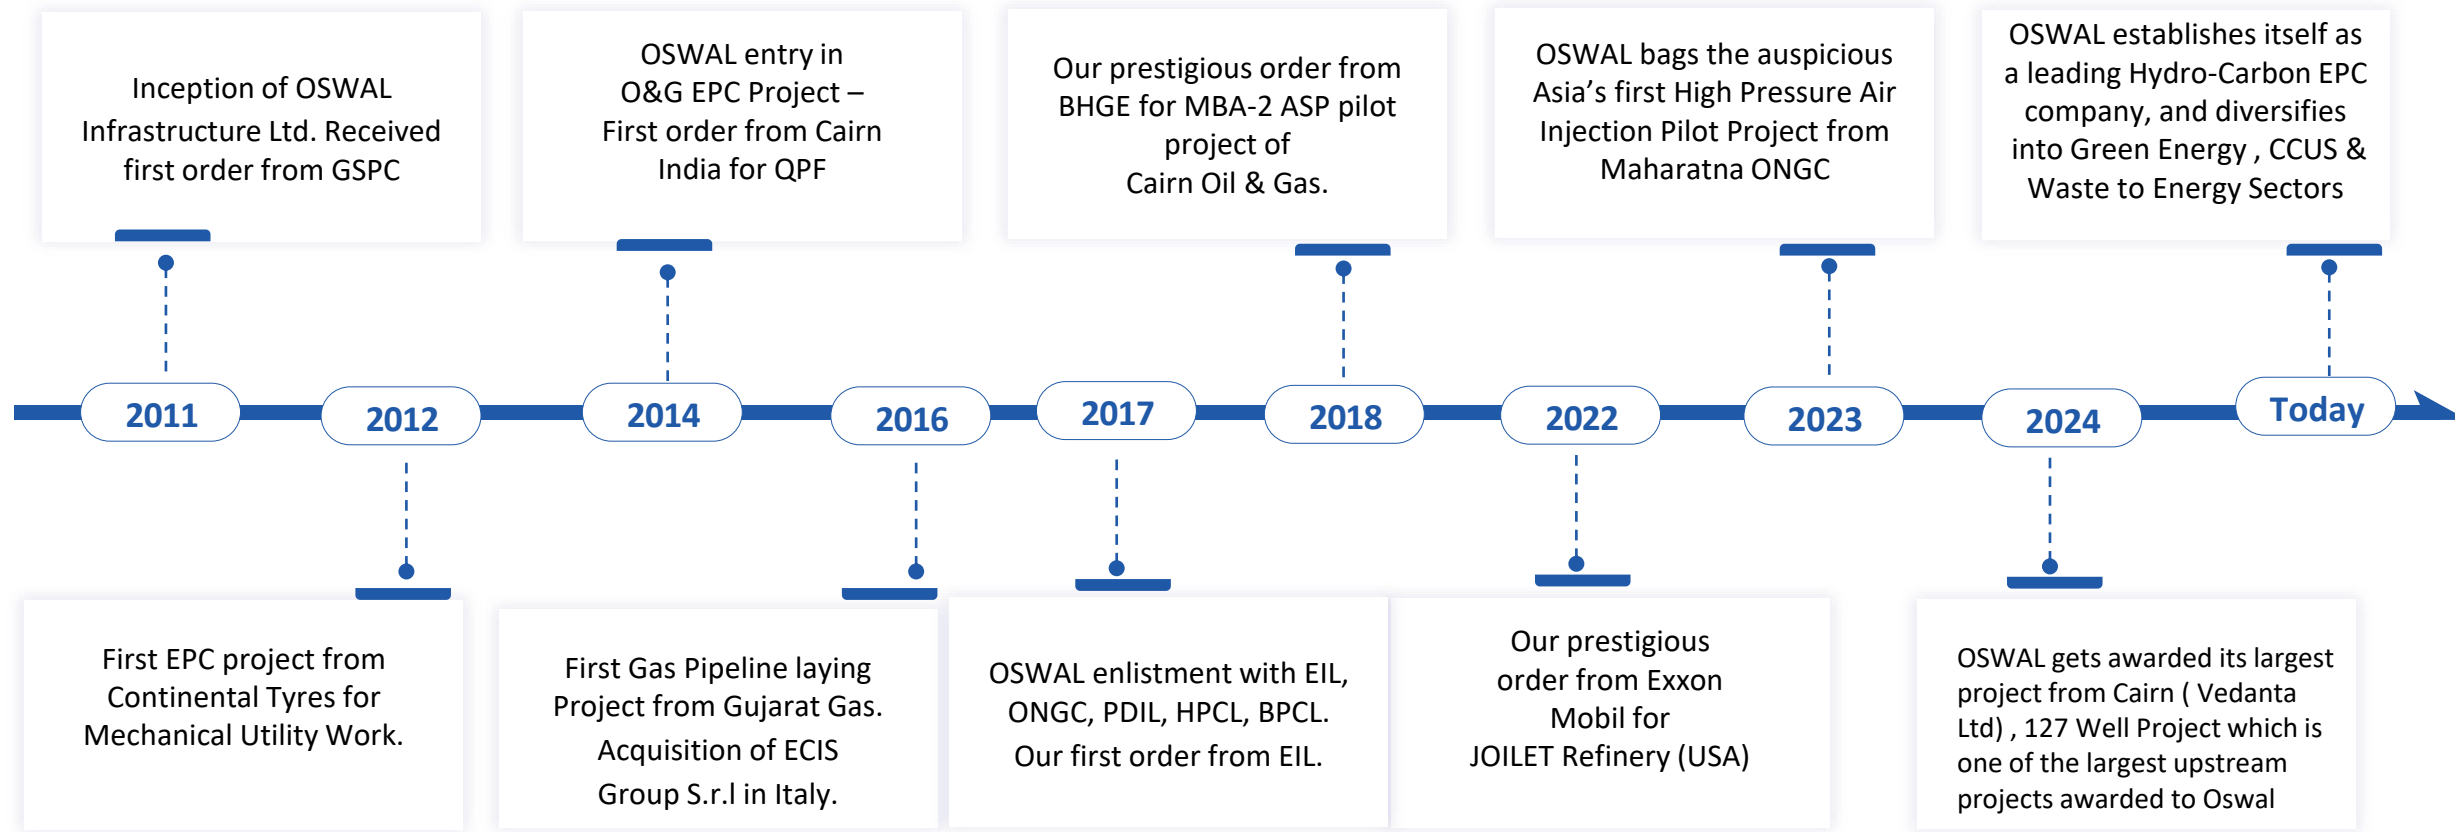 Inception of OSWAL
Infrastructure Ltd. Received
first order from GSPC
OSWAL entry in
O&G EPC Project –
First order from Cairn
India for QPF
Our prestigious order from
BHGE for MBA-2 ASP pilot
project of
Cairn Oil & Gas.
OSWAL bags the auspicious
Asia's first High Pressure Air
Injection Pilot Project from
Maharatna ONGC
OSWAL establishes itself as
a leading Hydro-Carbon EPC
company, and diversifies
into Green Energy , CCUS &
Waste to Energy Sectors
2011
2012
2014
2016
2017
2018
2022
2023
2024
Today
First EPC project from
Continental Tyres for
Mechanical Utility Work.
First Gas Pipeline laying
Project from Gujarat Gas.
Acquisition of ECIS
Group S.r.l in Italy.
OSWAL enlistment with EIL,
ONGC, PDIL, HPCL, BPCL.
Our first order from EIL.
Our prestigious
order from Exxon
Mobil for
JOILET Refinery (USA)
OSWAL gets awarded its largest
project from Cairn ( Vedanta
Ltd) , 127 Well Project which is
one of the largest upstream
projects awarded to Oswal